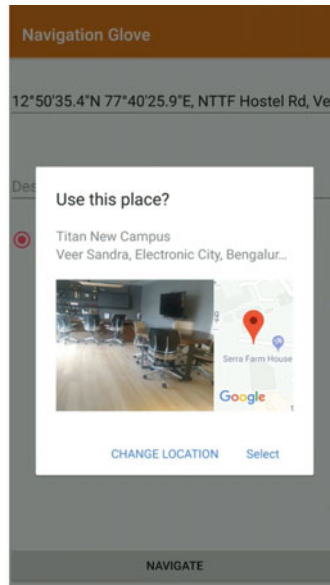 Navigation Glove
12°50'35.4"N 77°40'25.9"E, NTTF Hostel Rd, Ve
Des
Use this place?
Titan New Campus
Veer Sandra, Electronic City, Bengalur...
Serra Farm House
Google
CHANGE LOCATION Select
NAVIGATE